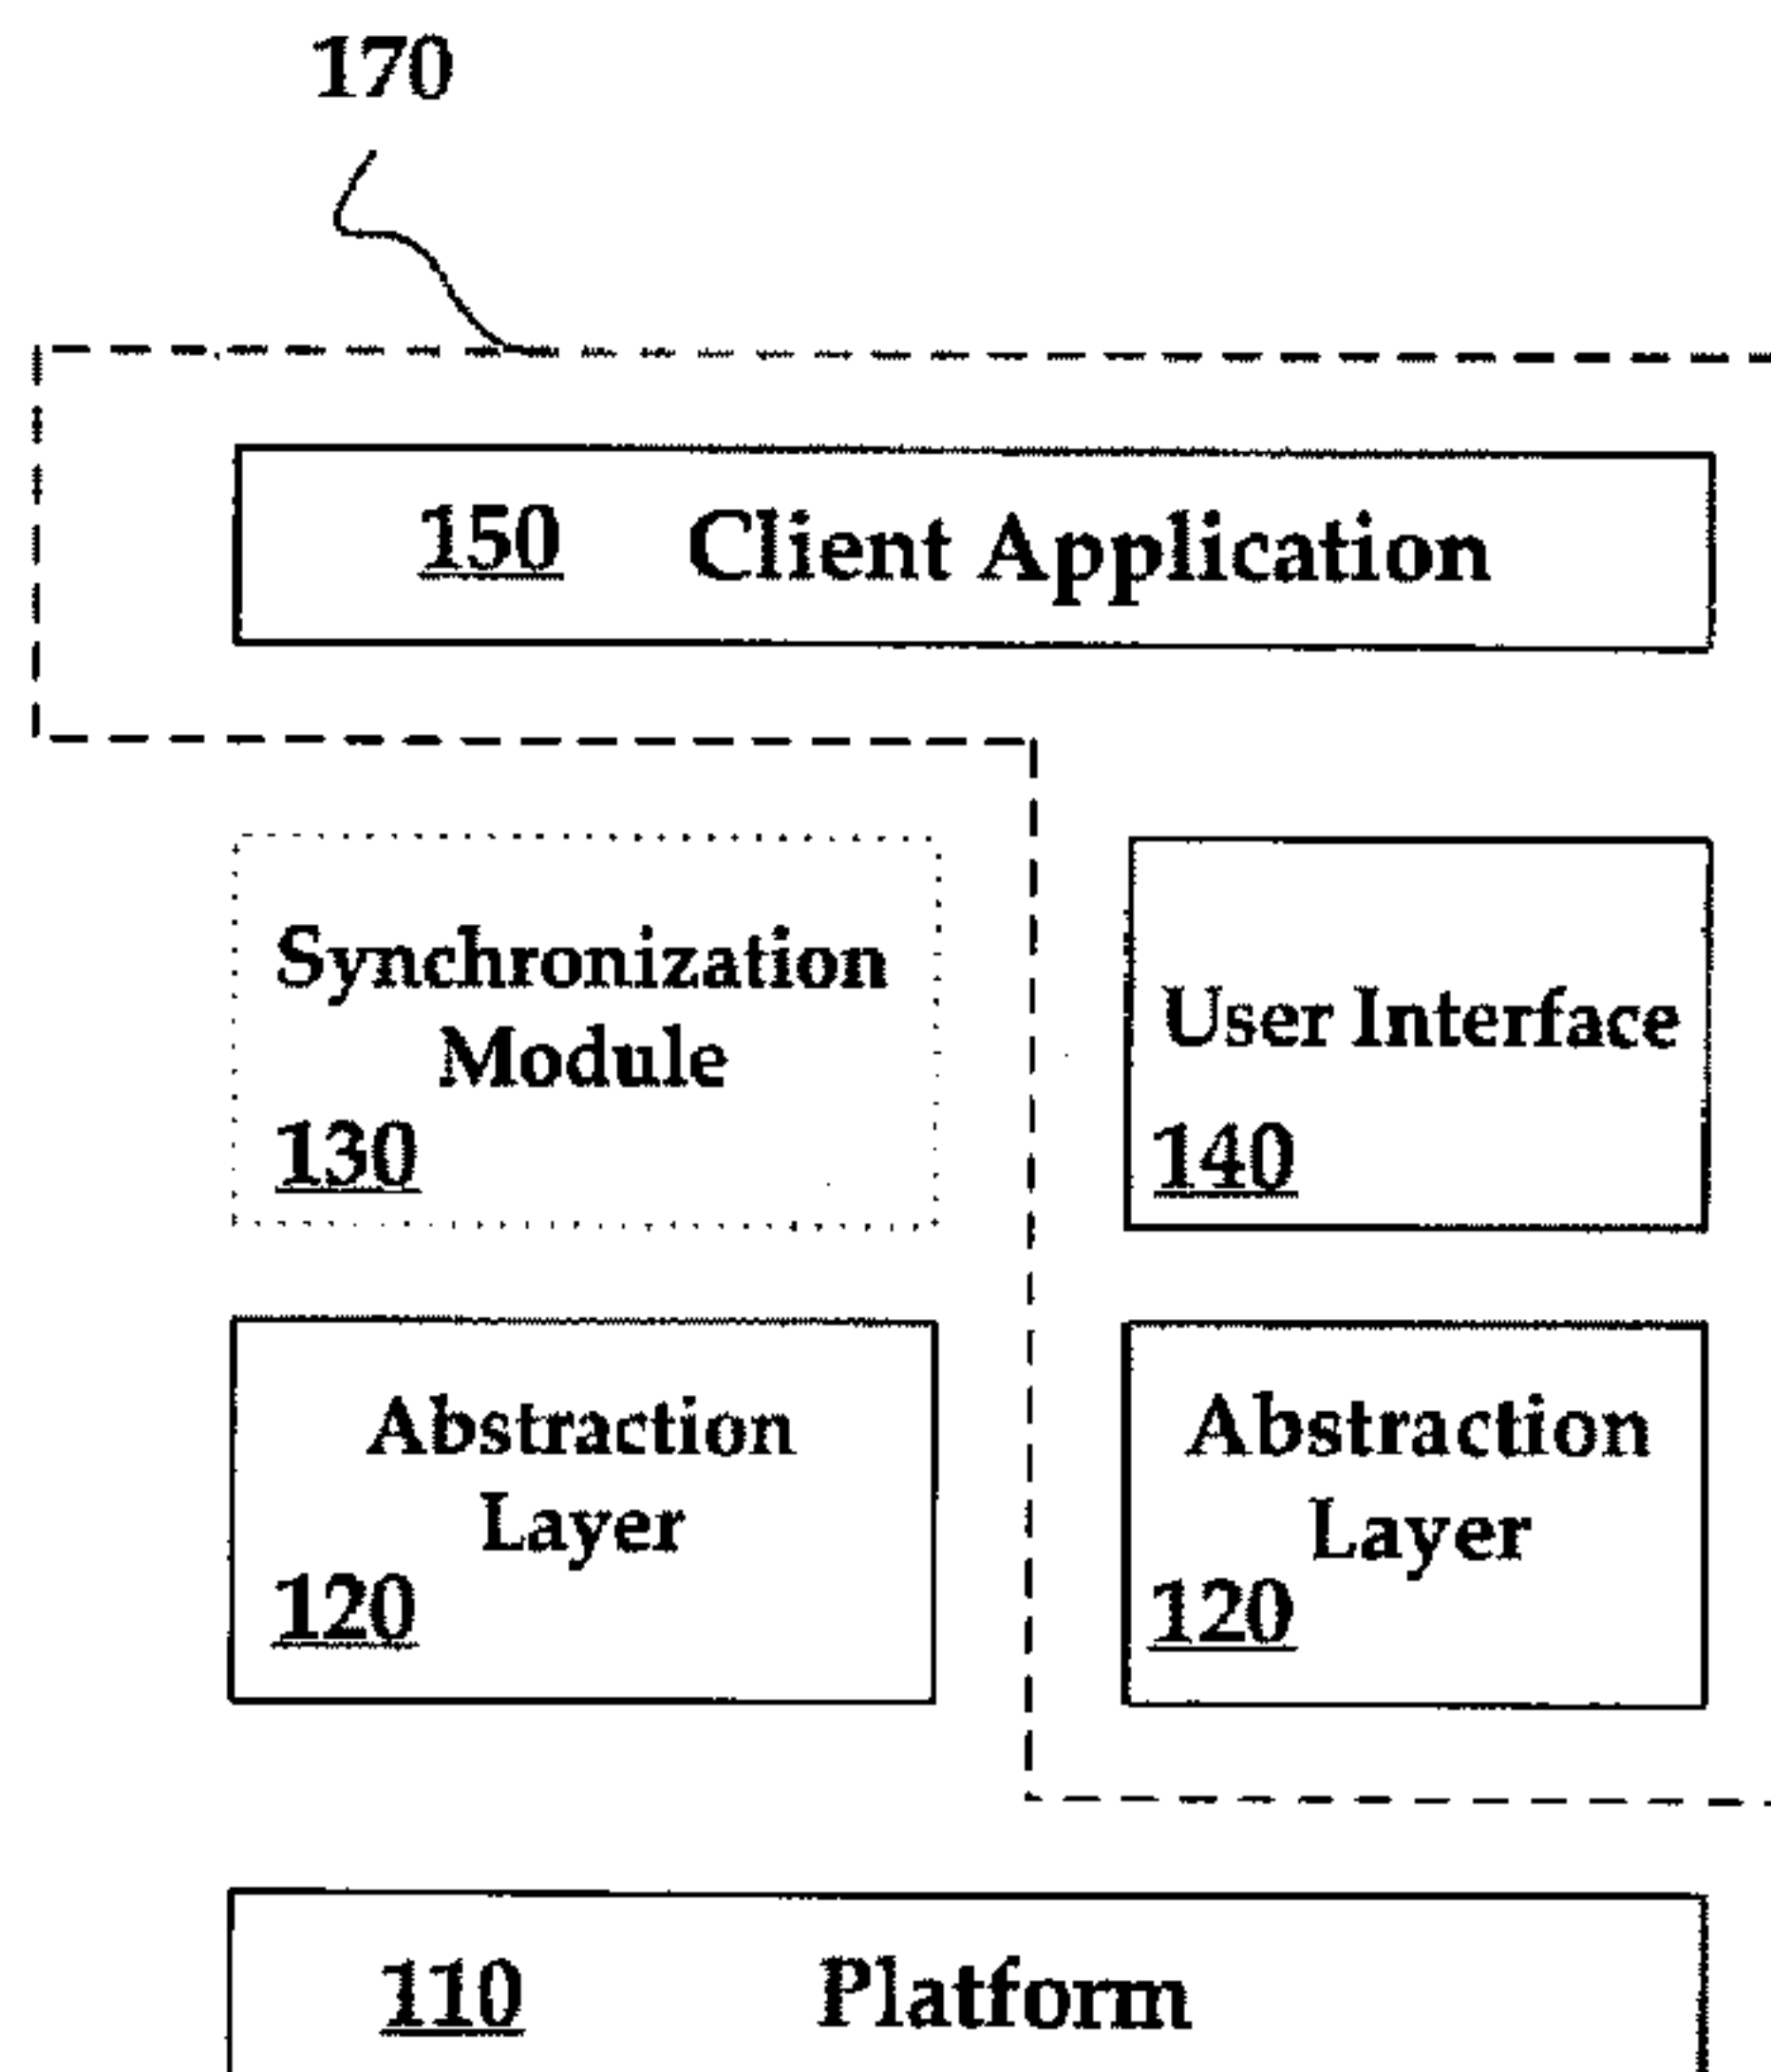 170
150 Client Application
Synchronization
Module
130
User Interface
140
Abstraction
Layer
120
Abstraction
Layer
120
110 Platform